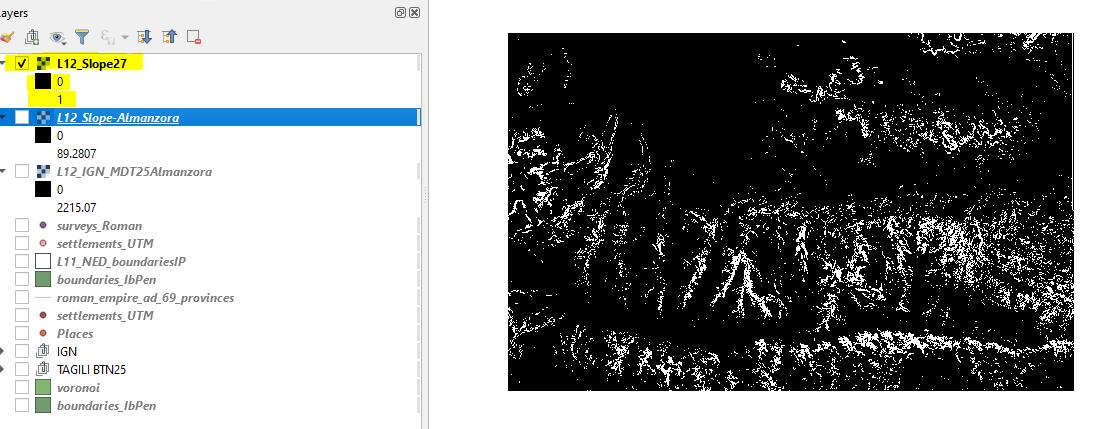 Layers
L12_Slope27
0
1
L12_Slope-Almanzora
0
89.2807
L12_IGN_MDT25Almanzora
0
2215.07
surveys_Roman
settlements_UTM
L11_NED_boundariesIP
boundaries_IbPen
roman_empire_ad_69_provinces
settlements_UTM
Places
IGN
TAGILI BTN25
voronoi
boundaries_IbPen